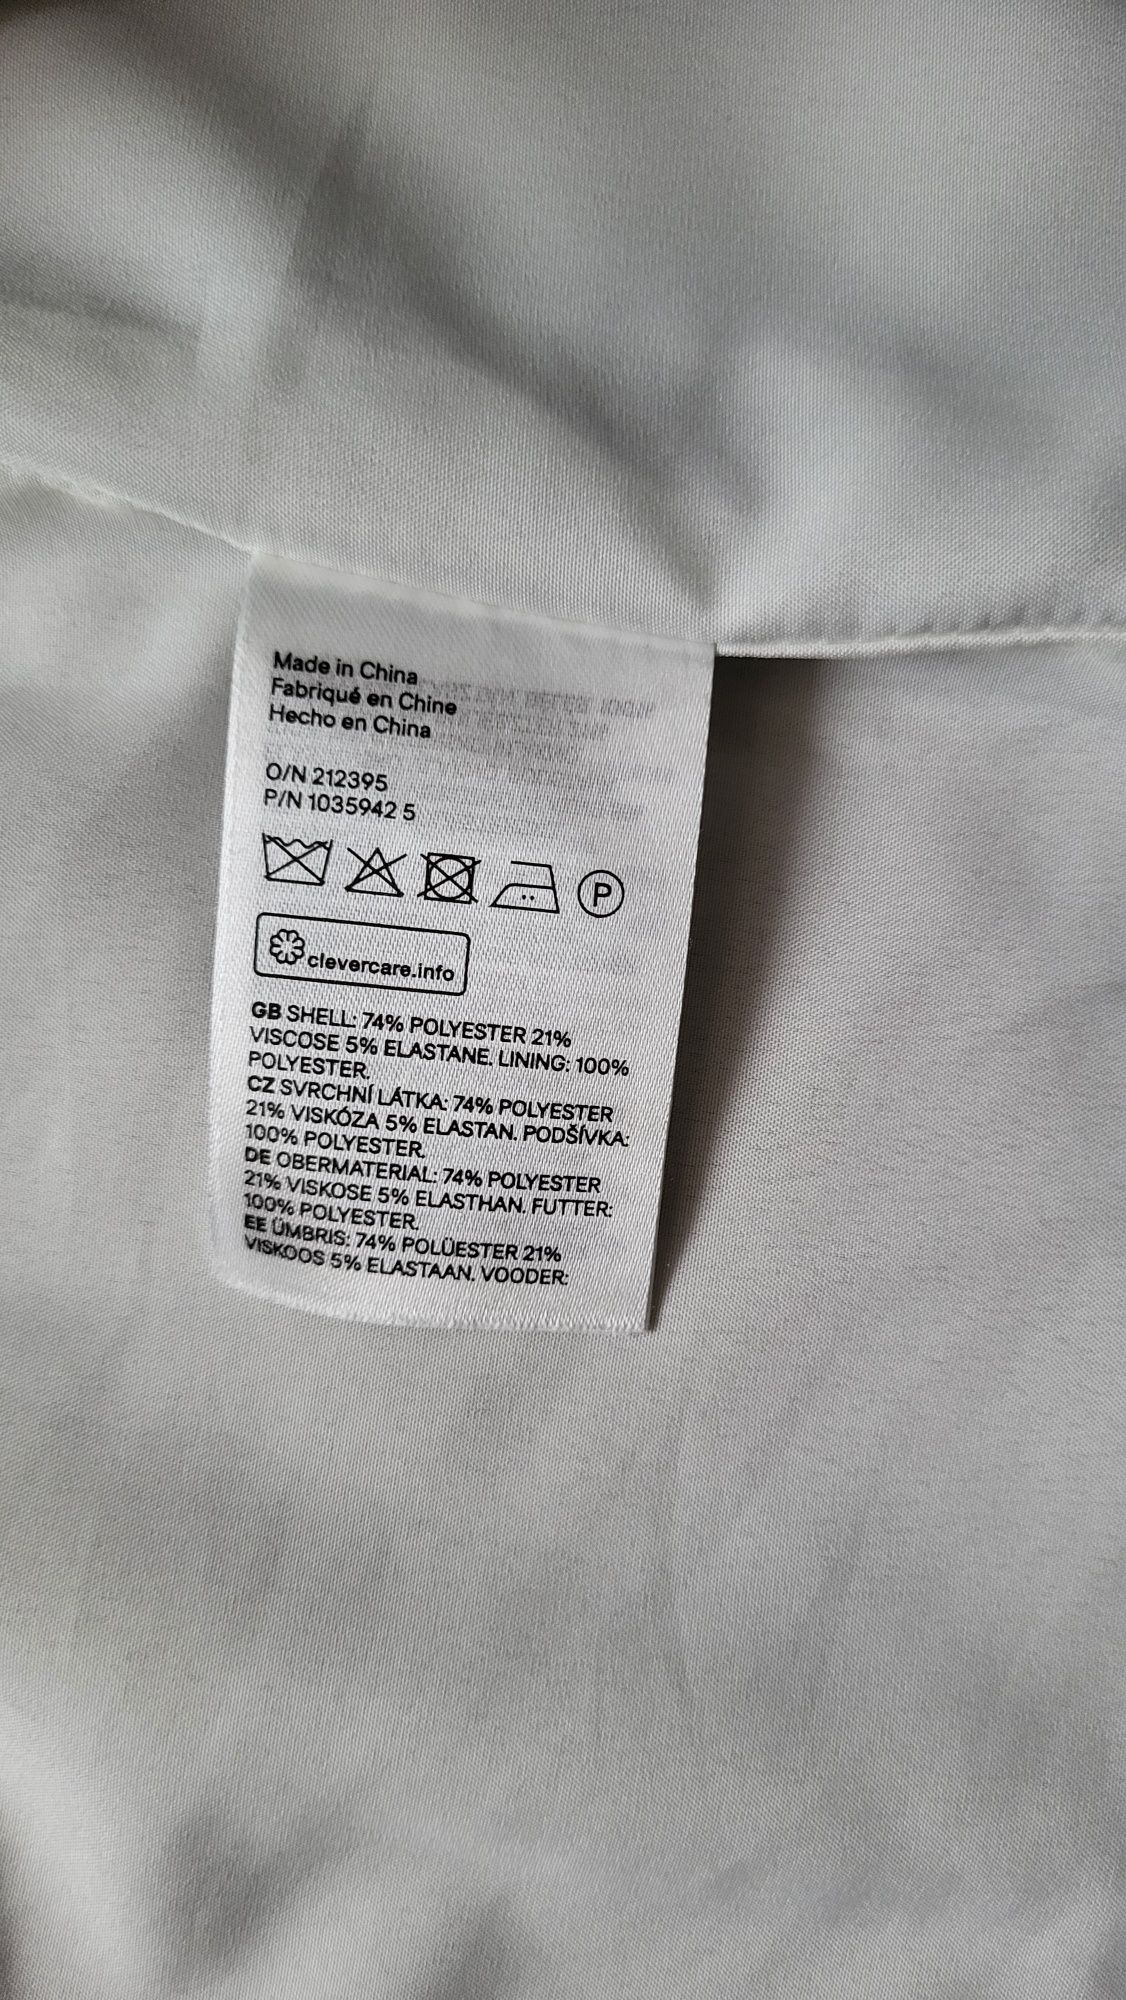 Made in China
Fabriqué en Chine
Hecho en China
O/N 212395
P/N 1035942 5
P
clevercare.info
GB SHELL: 74% POLYESTER 21%
VISCOSE 5% ELASTANE. LINING: 100%
POLYESTER.
CZ SVRCHNÍ LÁTKA: 74% POLYESTER
21% VISKÓZA 5% ELASTAN. PODŠÍVKA:
100% POLYESTER.
DE OBERMATERIAL: 74% POLYESTER
21% VISKOSE 5% ELASTHAN. FUTTER:
100% POLYESTER.
EE ÜMBRIS: 74% POLÜESTER 21%
VISKOOS 5% ELASTAAN. VOODER: